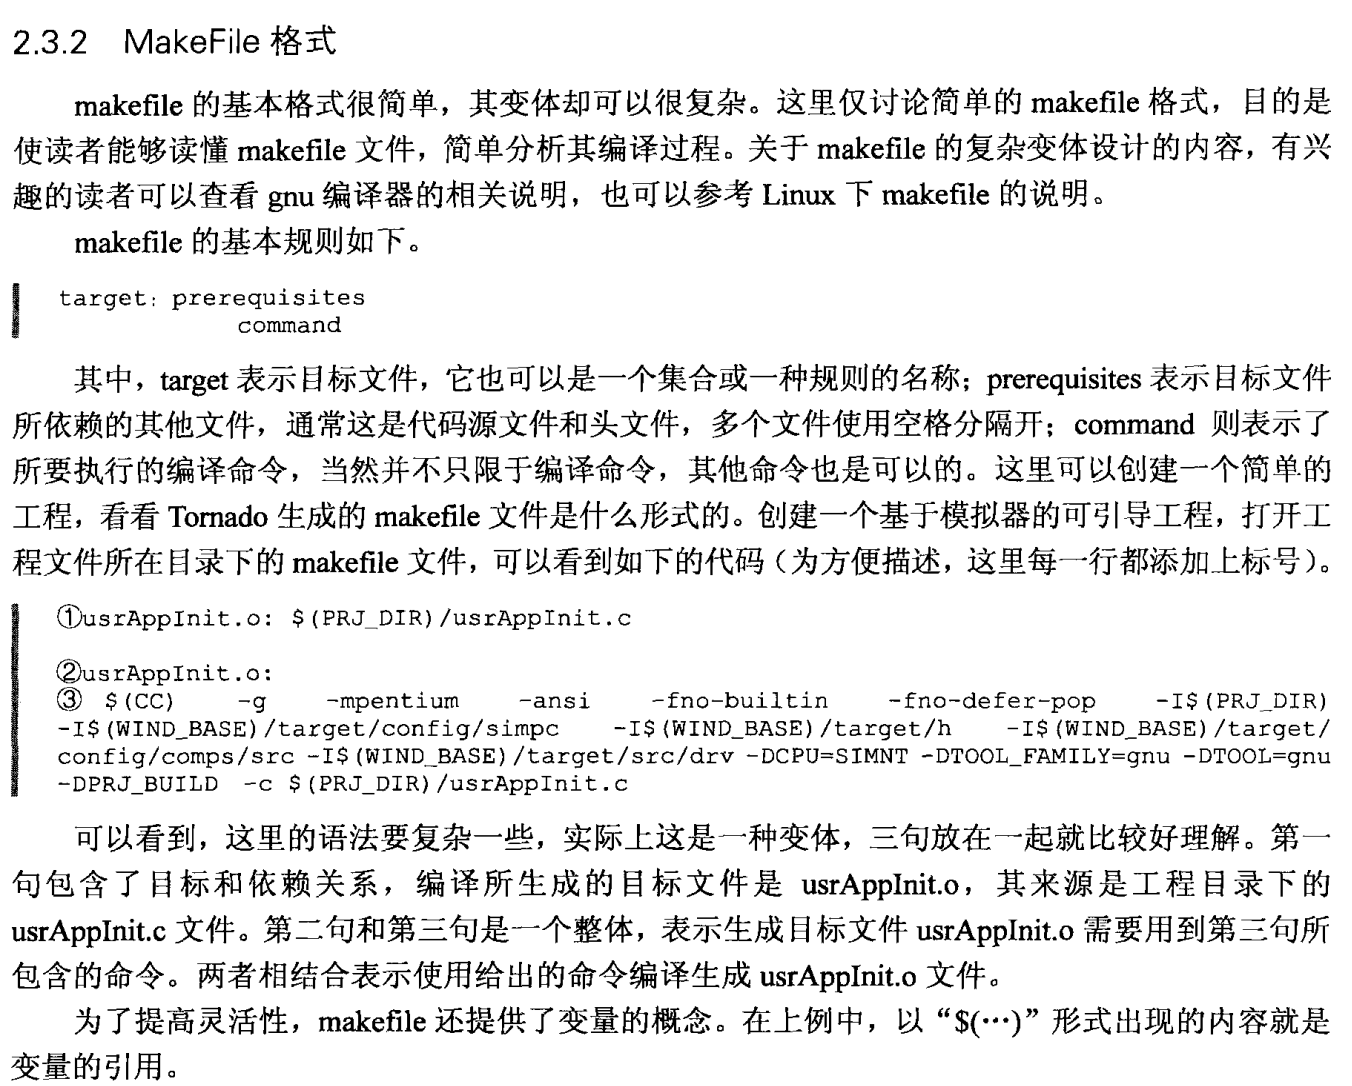 2.3.2 MakeFile 格式
makefile 的基本格式很简单，其变体却可以很复杂。这里仅讨论简单的 makefile 格式，目的是
使读者能够读懂 makefile 文件，简单分析其编译过程。关于 makefile 的复杂变体设计的内容，有兴
趣的读者可以查看 gnu 编译器的相关说明，也可以参考 Linux 下 makefile 的说明。
makefile 的基本规则如下。
target: prerequisites
command
其中，target 表示目标文件，它也可以是一个集合或一种规则的名称；prerequisites 表示目标文件
所依赖的其他文件，通常这是代码源文件和头文件，多个文件使用空格分隔开；command 则表示了
所要执行的编译命令，当然并不只限于编译命令，其他命令也是可以的。这里可以创建一个简单的
工程，看看 Tornado 生成的 makefile 文件是什么形式的。创建一个基于模拟器的可引导工程，打开工
程文件所在目录下的 makefile 文件，可以看到如下的代码（为方便描述，这里每一行都添加上标号）。
①usrAppInit.o: $(PRJ_DIR)/usrAppInit.c
②usrAppInit.o:
③ $(CC) -g -mpentium -ansi -fno-builtin -fno-defer-pop -I$(PRJ_DIR)
-I$(WIND_BASE)/target/config/simpc -I$(WIND_BASE)/target/h -I$(WIND_BASE)/target/
config/comps/src -I$(WIND_BASE)/target/src/drv -DCPU=SIMNT -DTOOL_FAMILY=gnu -DTOOL=gnu
-DPRJ_BUILD -c $(PRJ_DIR)/usrAppInit.c
可以看到，这里的语法要复杂一些，实际上这是一种变体，三句放在一起就比较好理解。第一
句包含了目标和依赖关系，编译所生成的目标文件是 usrAppInit.o，其来源是工程目录下的
usrAppInit.c 文件。第二句和第三句是一个整体，表示生成目标文件 usrAppInit.o 需要用到第三句所
包含的命令。两者相结合表示使用给出的命令编译生成 usrAppInit.o 文件。
为了提高灵活性，makefile 还提供了变量的概念。在上例中，以“$(…)”形式出现的内容就是
变量的引用。